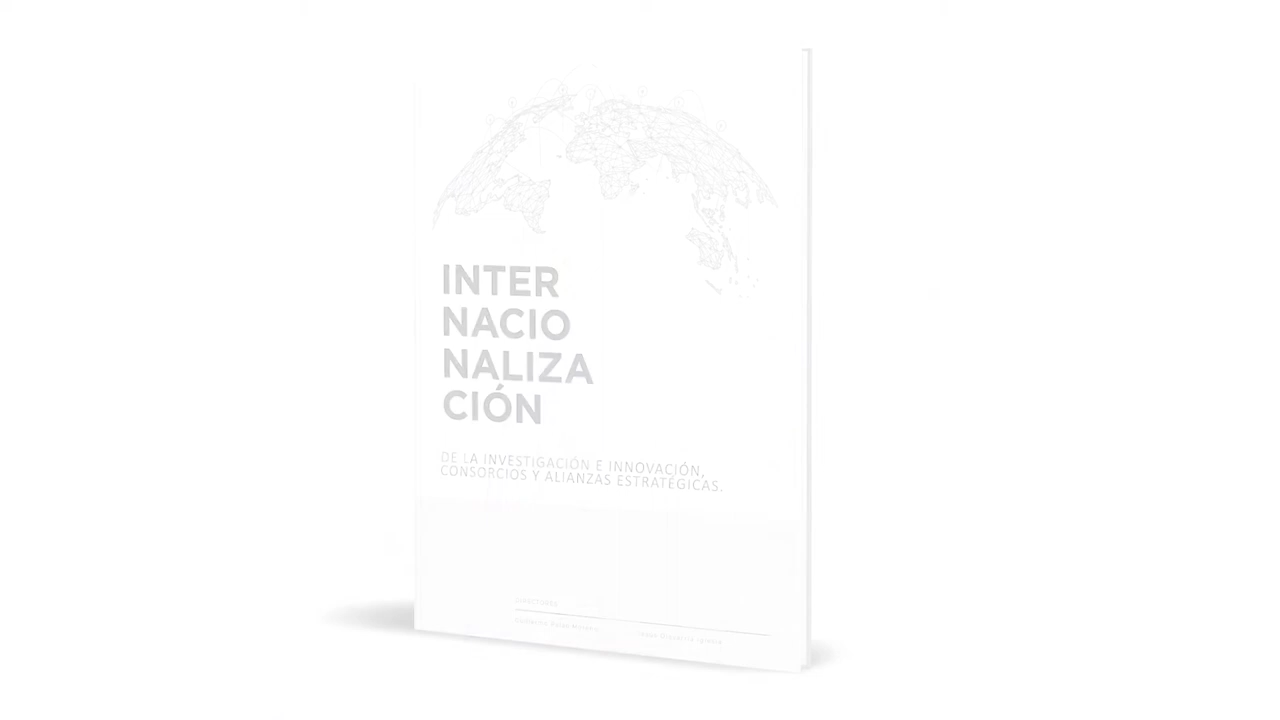 INTER
NACIO
NALIZA
CIÓN
DE LA INVESTIGACIÓN E INNOVACIÓN,
CONSORCIOS Y ALIANZAS ESTRATÉGICAS.